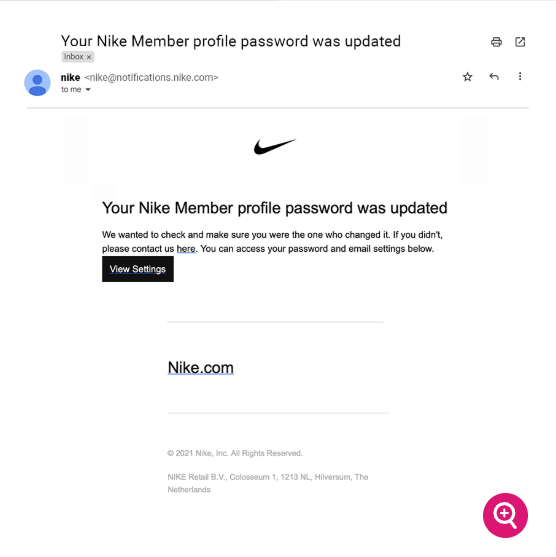 Your Nike Member profile password was updated
Inbox ×
nike <nike@notifications.nike.com>
to me
Your Nike Member profile password was updated
We wanted to check and make sure you were the one who changed it. If you didn't,
please contact us here. You can access your password and email settings below.
View Settings
Nike.com
© 2021 Nike, Inc. All Rights Reserved.
NIKE Retail B.V., Colosseum 1, 1213 NL, Hilversum, The
Netherlands